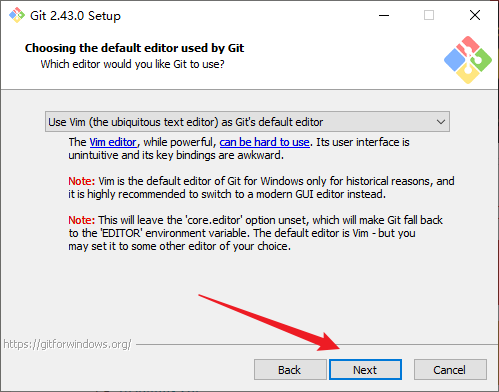 Git 2.43.0 Setup
Choosing the default editor used by Git
Which editor would you like Git to use?
Use Vim (the ubiquitous text editor) as Git's default editor
The Vim editor, while powerful, can be hard to use. Its user interface is
unintuitive and its key bindings are awkward.
Note: Vim is the default editor of Git for Windows only for historical reasons, and
it is highly recommended to switch to a modern GUI editor instead.
Note: This will leave the 'core.editor' option unset, which will make Git fall back
to the 'EDITOR' environment variable. The default editor is Vim - but you
may set it to some other editor of your choice.
https://gitforwindows.org/
Back Next Cancel